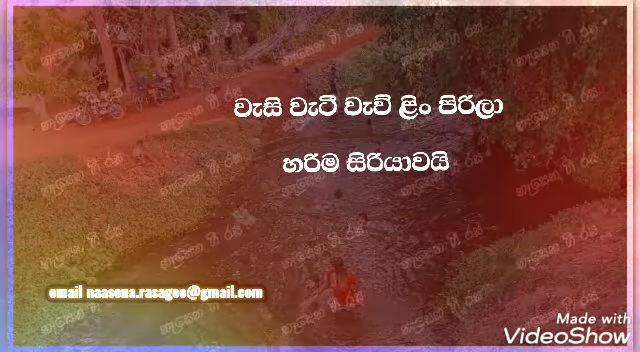 වැසි වැටී වැව් ළිං පිරිලා
හරිම සිරියාවයි
email naasona.rasagee@gmail.com
Made with
VideoShow